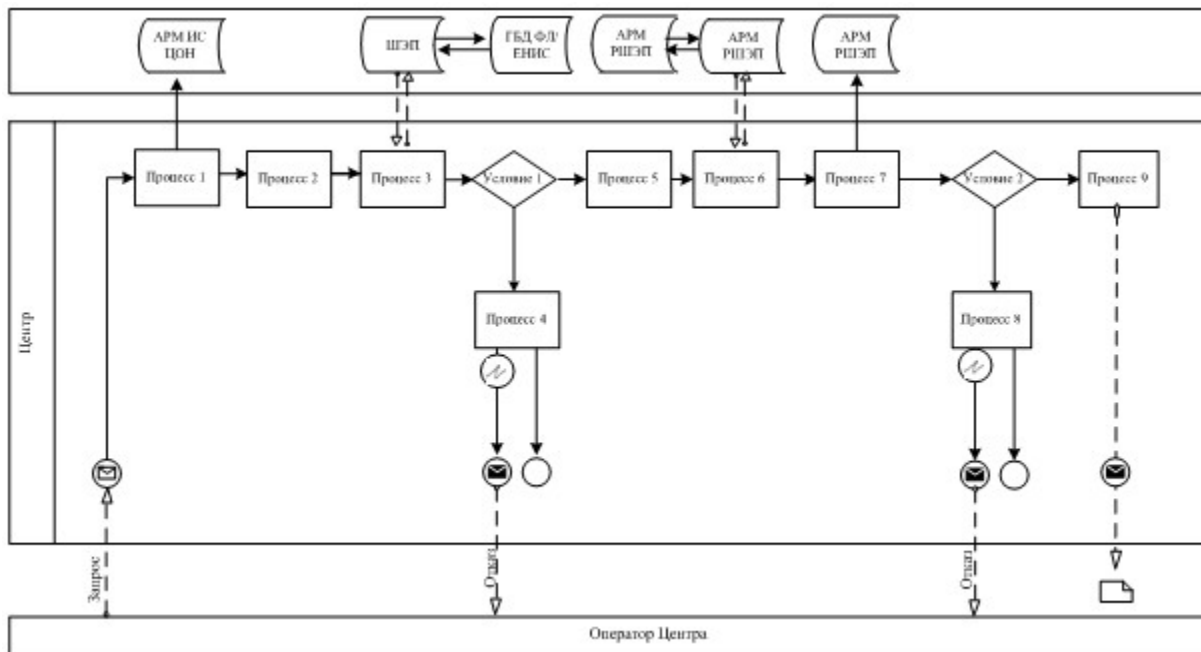 АРМ ИС
ЦОН
ШЭП
ГБД ФЛ/
ЕНИС
АРМ
РШЭП
АРМ
РШЭП
АРМ
РШЭП
Центр
Процесс 1
Процесс 2
Процесс 3
Условие 1
Процесс 5
Процесс 6
Процесс 7
Условие 2
Процесс 9
Процесс 4
Процесс 8
Запрос
Отказ
Отказ
Оператор Центра